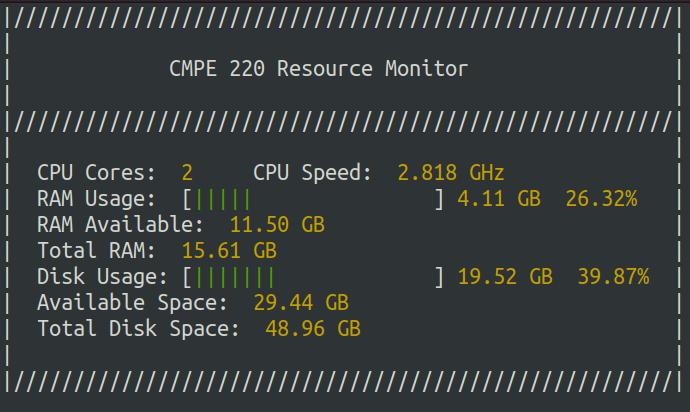 |///////////////////////////////////////////////////////|
|                                                       |
|             CMPE 220 Resource Monitor                 |
|                                                       |
|///////////////////////////////////////////////////////|
|                                                       |
|  CPU Cores:  2     CPU Speed:  2.818 GHz              |
|  RAM Usage:  [|||||               ] 4.11 GB  26.32%   |
|  RAM Available:  11.50 GB                             |
|  Total RAM:  15.61 GB                                 |
|  Disk Usage: [|||||||             ] 19.52 GB  39.87%  |
|  Available Space:  29.44 GB                           |
|  Total Disk Space:  48.96 GB                          |
|                                                       |
|///////////////////////////////////////////////////////|